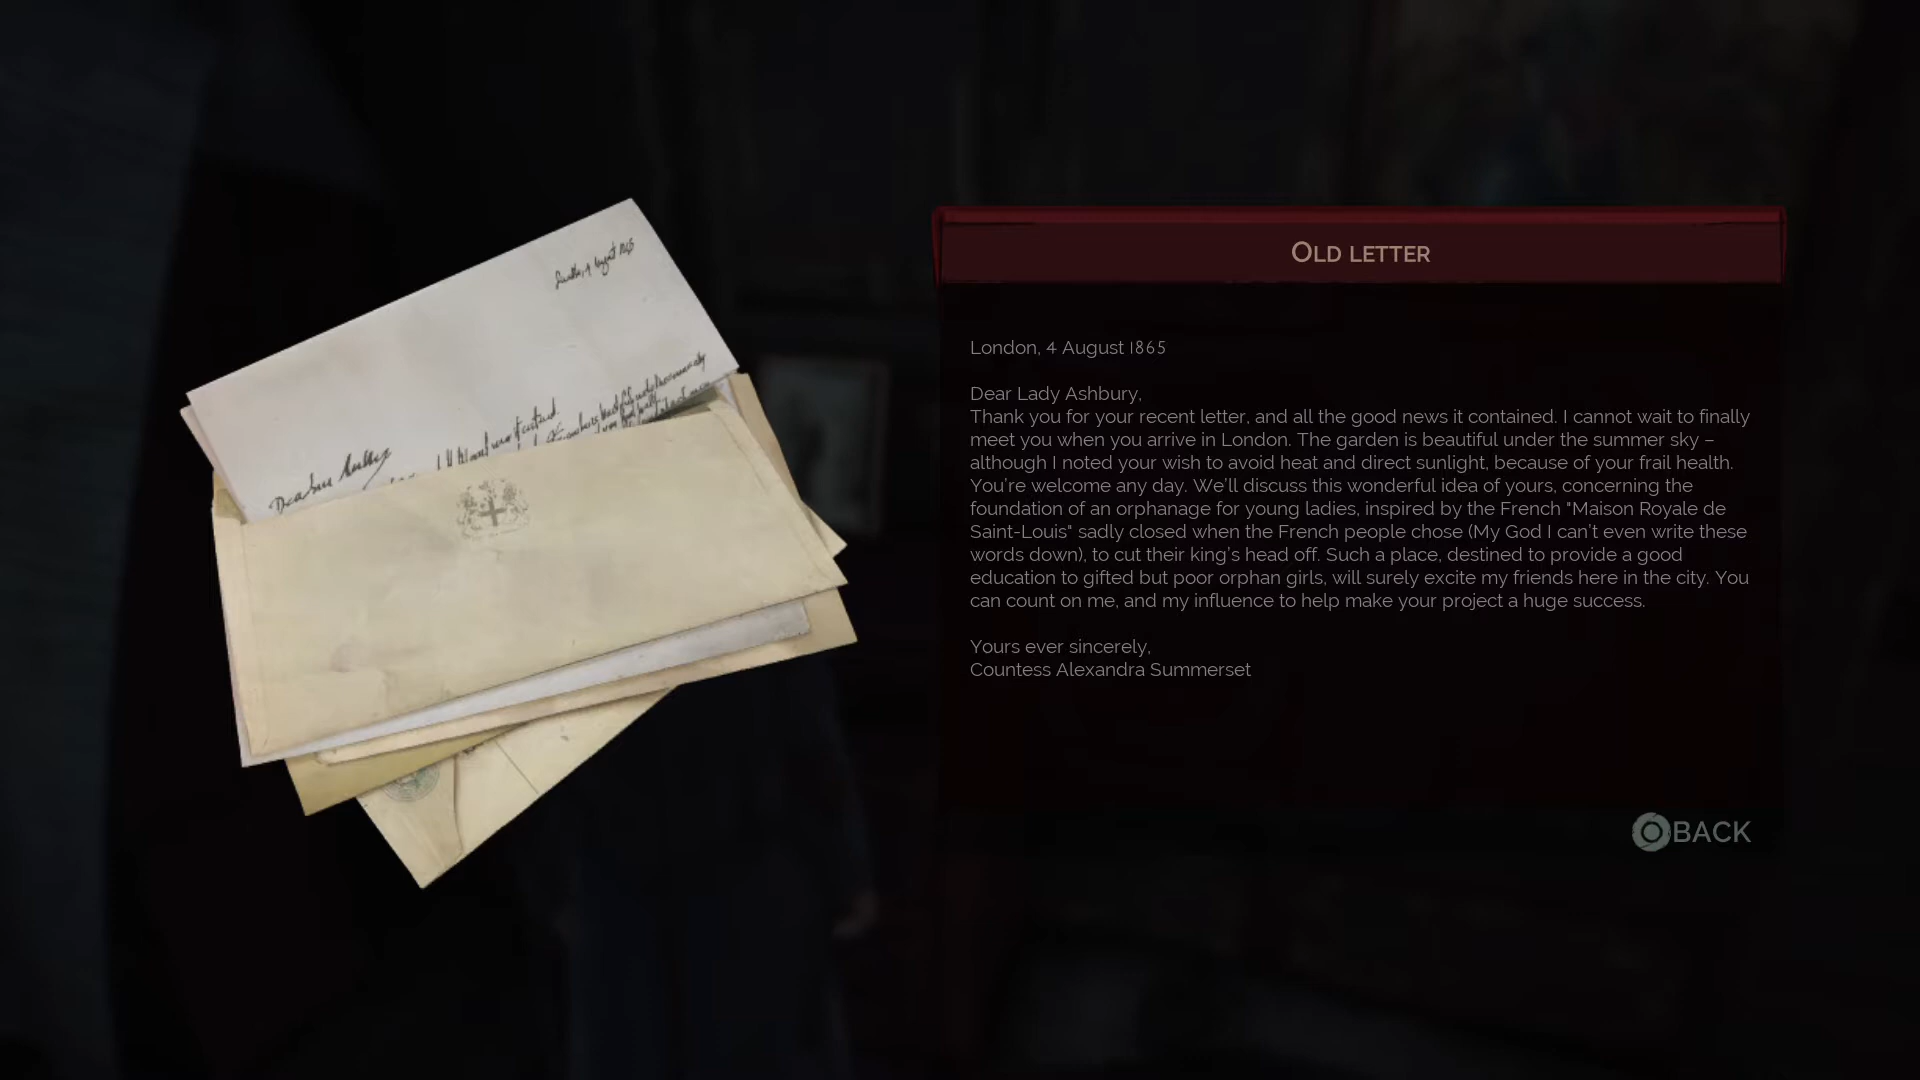 OLD LETTER
London, 4 August 1865
Dear Lady Ashbury,
Thank you for your recent letter, and all the good news it contained. I cannot wait to finally
meet you when you arrive in London. The garden is beautiful under the summer sky –
although I noted your wish to avoid heat and direct sunlight, because of your frail health.
You're welcome any day. We'll discuss this wonderful idea of yours, concerning the
foundation of an orphanage for young ladies, inspired by the French "Maison Royale de
Saint-Louis" sadly closed when the French people chose (My God I can't even write these
words down), to cut their king's head off. Such a place, destined to provide a good
education to gifted but poor orphan girls, will surely excite my friends here in the city. You
can count on me, and my influence to help make your project a huge success.
Yours ever sincerely,
Countess Alexandra Summerset
BACK